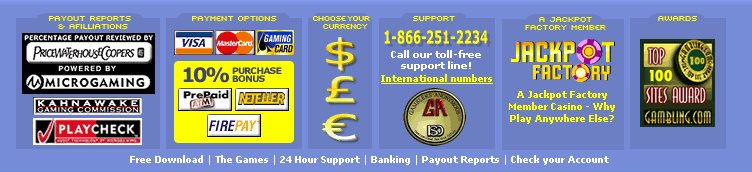 PAYOUT REPORTS
& AFILLIATIONS
PERCENTAGE PAYOUT REVIEWED BY
PRICEWATERHOUSECOOPERS
POWERED BY
MICROGAMING
KAHNAWAKE
GAMING COMMISSION
PLAYCHECK
PAYMENT OPTIONS
VISA
MasterCard
GAMING
CARD
10% PURCHASE
BONUS
PrePaid
ATM
NETELLER
FIREPAY
CHOOSE YOUR
CURRENCY
$
£
€
SUPPORT
1-866-251-2234
Call our toll-free
support line!
International numbers
GA
A JACKPOT
FACTORY MEMBER
JACKPOT
FACTORY
A Jackpot Factory
Member Casino - Why
Play Anywhere Else?
AWARDS
TOP
100
100
SITES AWARD
GAMBLING.COM
Free Download | The Games | 24 Hour Support | Banking | Payout Reports | Check your Account